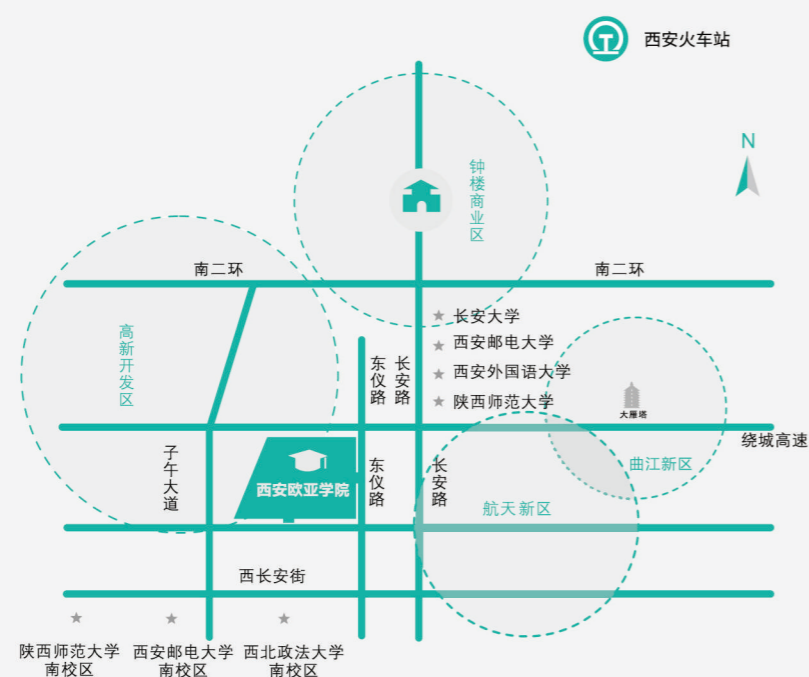 西安火车站
N
钟楼商业区
南二环
南二环
高新开发区
长安大学
西安邮电大学
西安外国语大学
陕西师范大学
东仪路
长安路
大雁塔
绕城高速
曲江新区
子午大道
西安欧亚学院
东仪路
长安路
航天新区
西长安街
陕西师范大学
南校区
西安邮电大学
南校区
西北政法大学
南校区